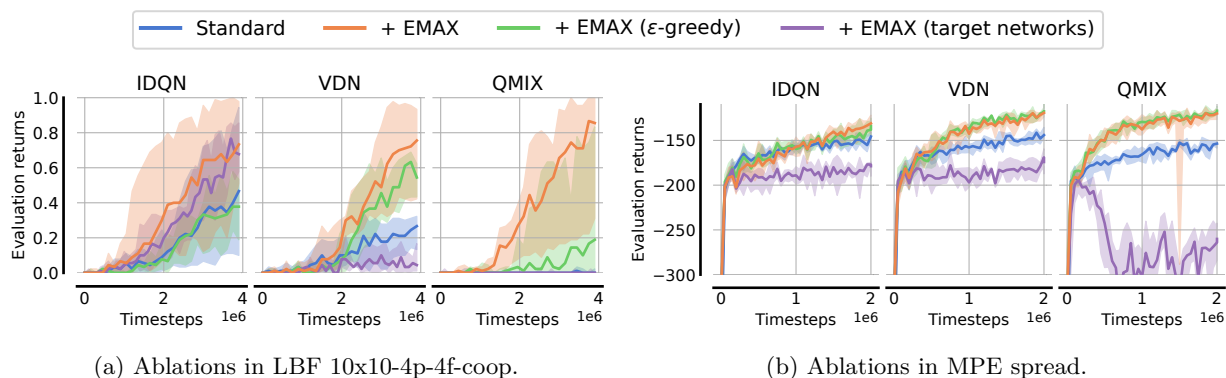 Standard + EMAX + EMAX (ε-greedy) + EMAX (target networks)
IDQN VDN QMIX
Evaluation returns
1.0
0.8
0.6
0.4
0.2
0.0
0 2 4 0 2 4 0 2 4
Timesteps 1e6 Timesteps 1e6 Timesteps 1e6
(a) Ablations in LBF 10x10-4p-4f-coop.
IDQN VDN QMIX
Evaluation returns
−150
−200
−250
−300
0 1 2 0 1 2 0 1 2
Timesteps 1e6 Timesteps 1e6 Timesteps 1e6
(b) Ablations in MPE spread.